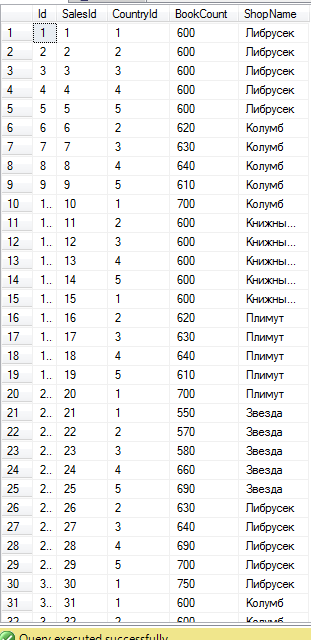 Id SalesId CountryId BookCount ShopName
1 1 1 1 600 Либрусек
2 2 2 2 600 Либрусек
3 3 3 3 600 Либрусек
4 4 4 4 600 Либрусек
5 5 5 5 600 Либрусек
6 6 6 2 620 Колумб
7 7 7 3 630 Колумб
8 8 8 4 640 Колумб
9 9 9 5 610 Колумб
10 1... 10 1 700 Колумб
11 1... 11 2 600 Книжны...
12 1... 12 3 600 Книжны...
13 1... 13 4 600 Книжны...
14 1... 14 5 600 Книжны...
15 1... 15 1 600 Книжны...
16 1... 16 2 620 Плимут
17 1... 17 3 630 Плимут
18 1... 18 4 640 Плимут
19 1... 19 5 610 Плимут
20 2... 20 1 700 Плимут
21 2... 21 1 550 Звезда
22 2... 22 2 570 Звезда
23 2... 23 3 580 Звезда
24 2... 24 4 660 Звезда
25 2... 25 5 690 Звезда
26 2... 26 2 630 Либрусек
27 2... 27 3 640 Либрусек
28 2... 28 4 690 Либрусек
29 2... 29 5 700 Либрусек
30 3... 30 1 750 Либрусек
31 3... 31 1 600 Колумб
32 3... 32 2 600 Колумб
Query executed successfully